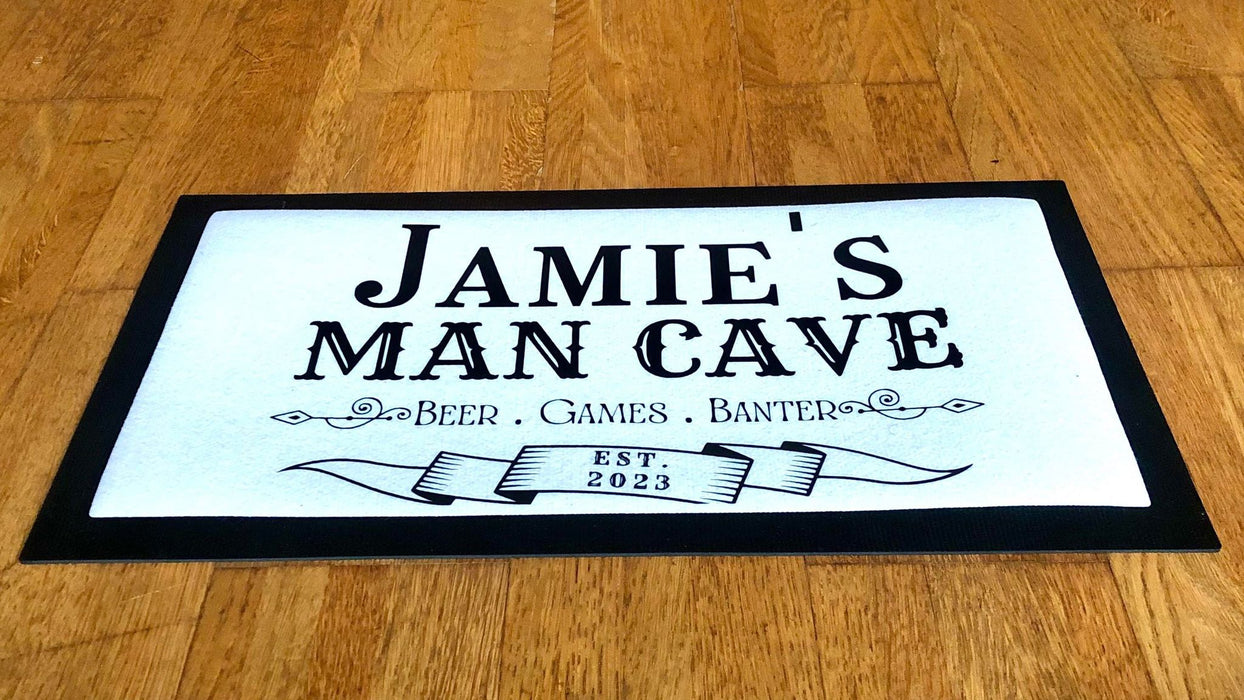 Jamie's
MAN CAVE
Beer . Games . Banter
EST.
2023